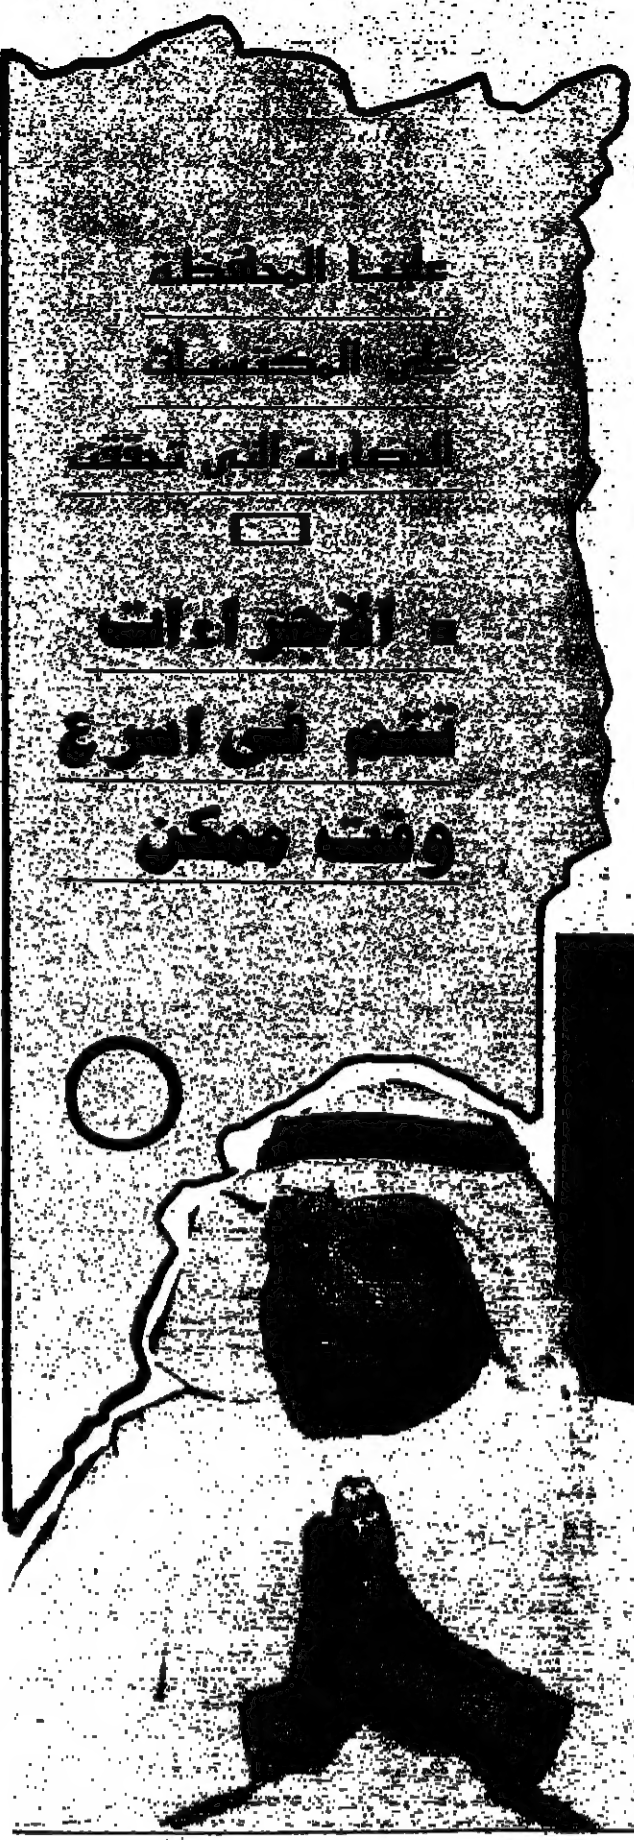 علينا المحافظة
على المكتسبات
الحضارية التي تحققت
■ الاجراءات
تتم في اسرع
وقت ممكن